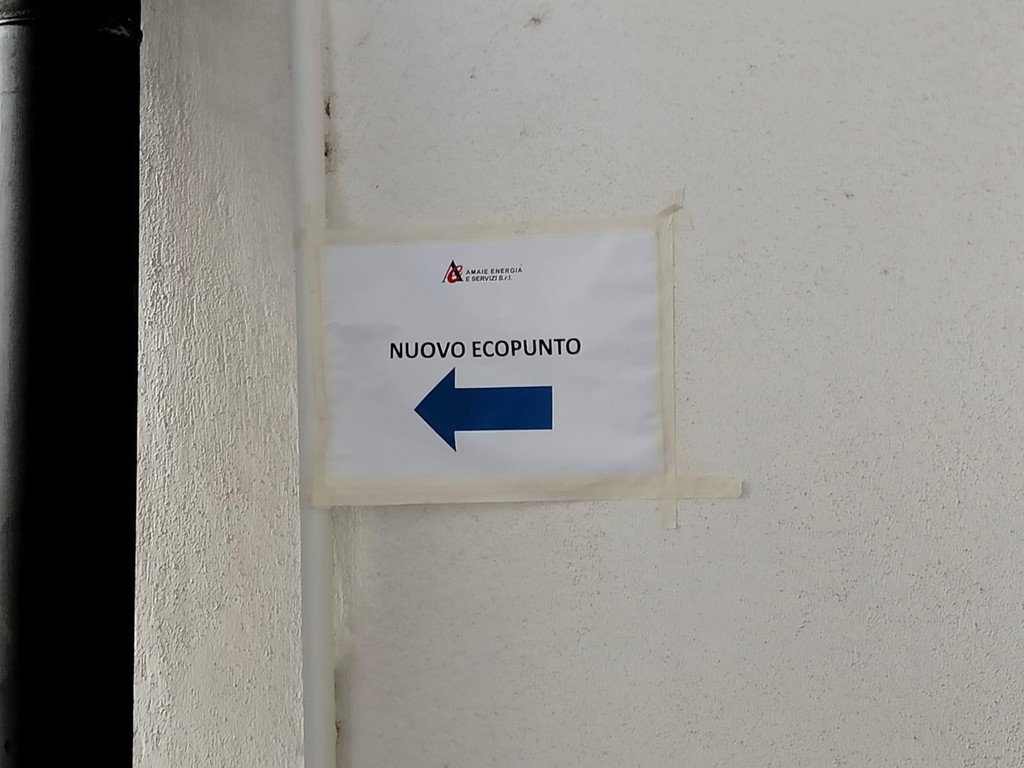 AMAIE ENERGIA
E SERVIZI S.r.l.
NUOVO ECOPUNTO